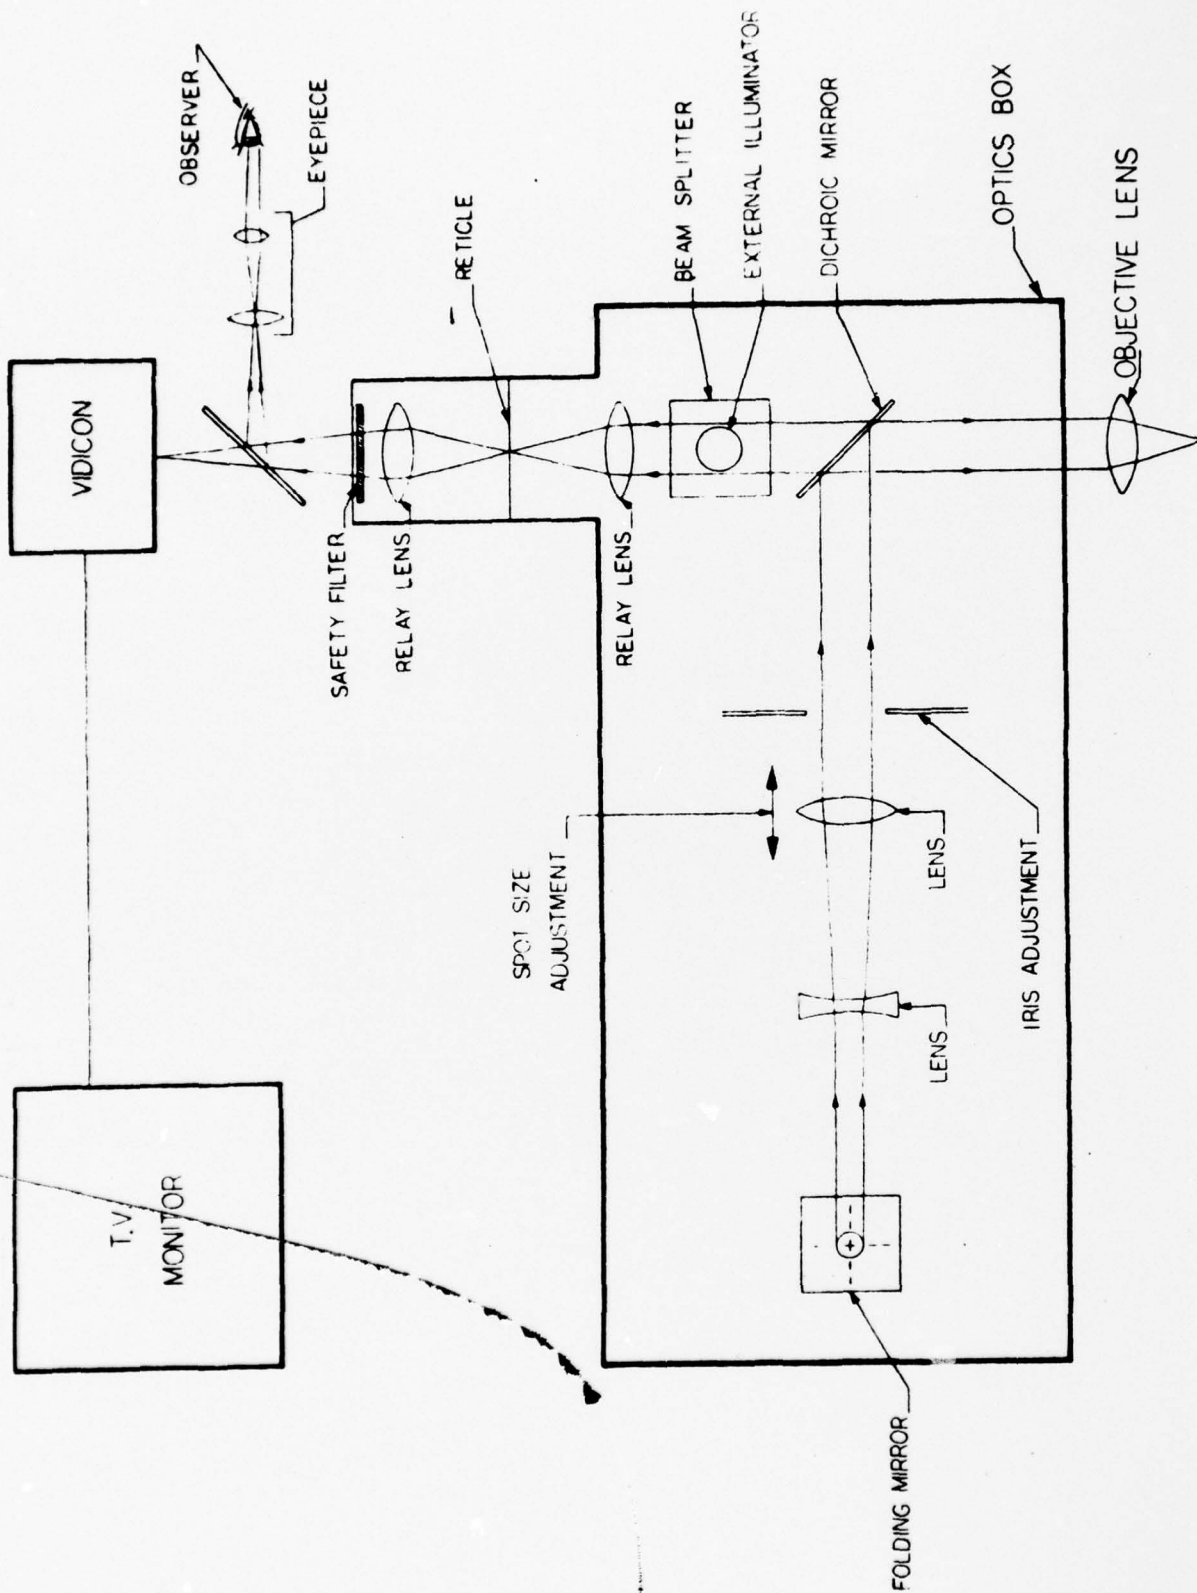 OBSERVER
EYEPIECE
VIDICON
T.V.
MONITOR
SAFETY FILTER
RELAY LENS
RETICLE
RELAY LENS
BEAM SPLITTER
EXTERNAL ILLUMINATOR
DICHROIC MIRROR
OPTICS BOX
OBJECTIVE LENS
SPOT SIZE
ADJUSTMENT
LENS
LENS
IRIS ADJUSTMENT
FOLDING MIRROR